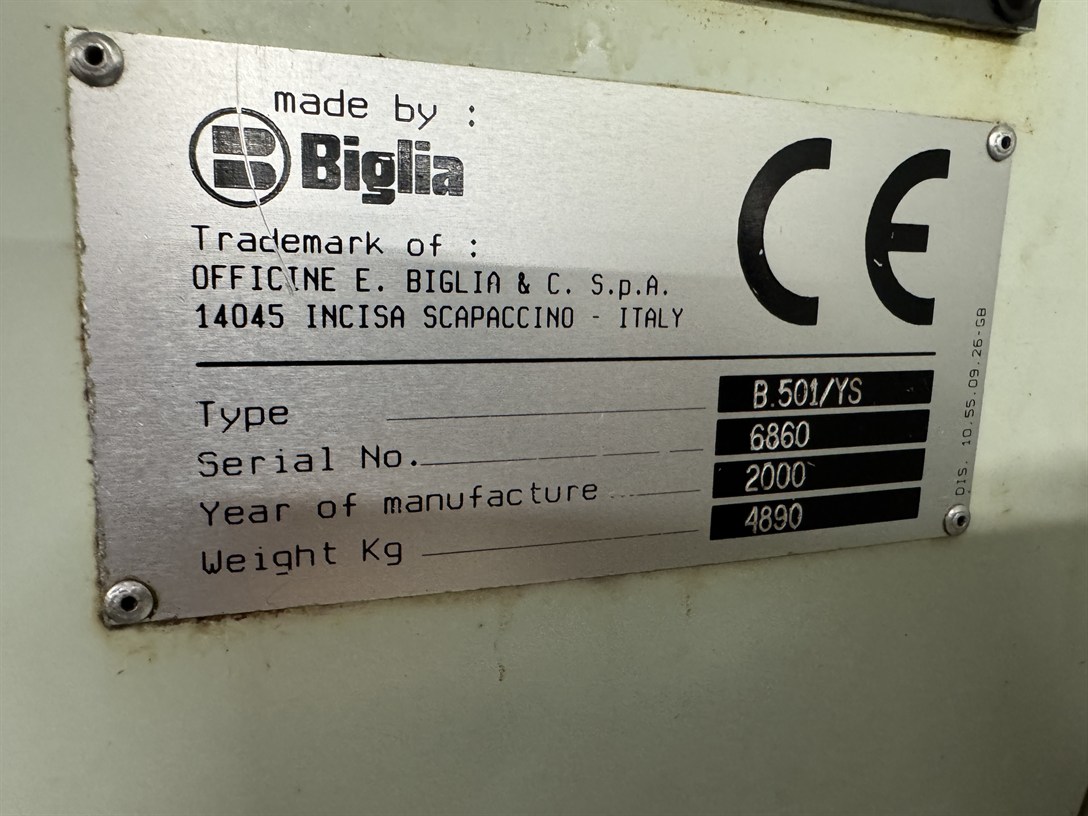 made by :
B Biglia
Trademark of :
OFFICINE E. BIGLIA & C. S.p.A.
14045 INCISA SCAPACCINO - ITALY
CE
Type B.501/YS
Serial No. 6860
Year of manufacture 2000
Weight Kg 4890
DIS. 10.55.09.26-GB